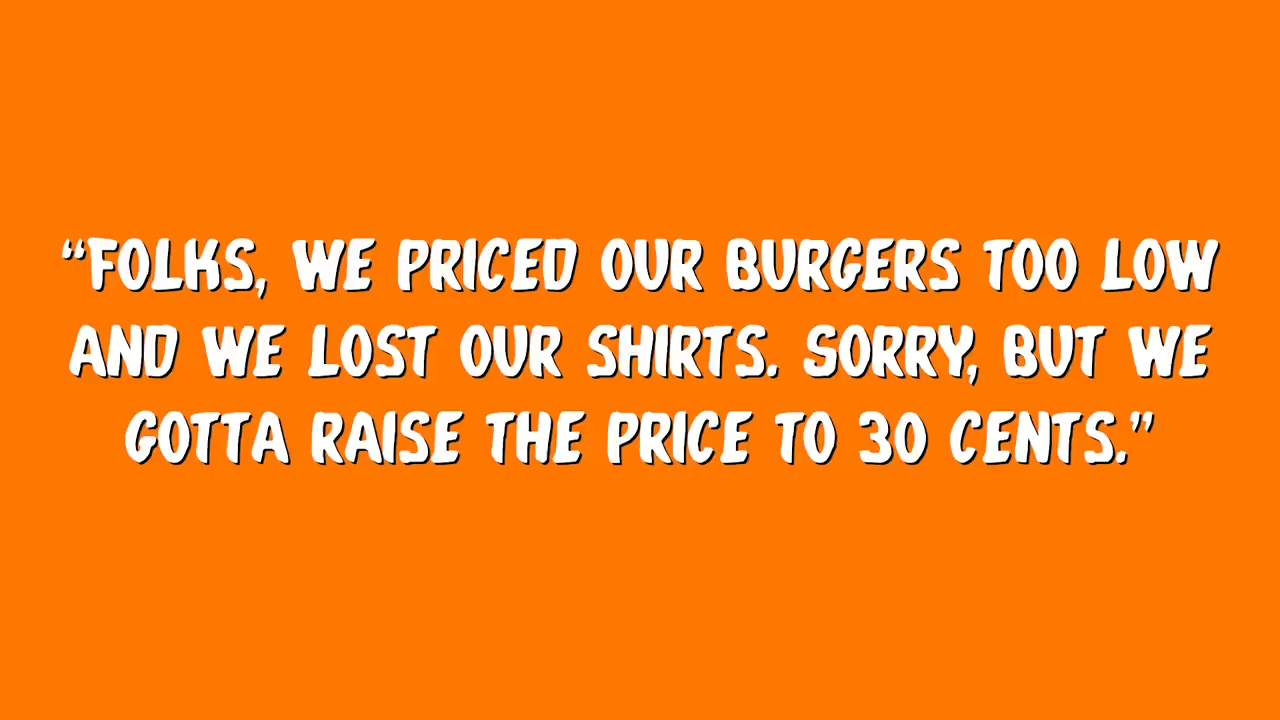 “FOLKS, WE PRICED OUR BURGERS TOO LOW
AND WE LOST OUR SHIRTS. SORRY, BUT WE
GOTTA RAISE THE PRICE TO 30 CENTS.”